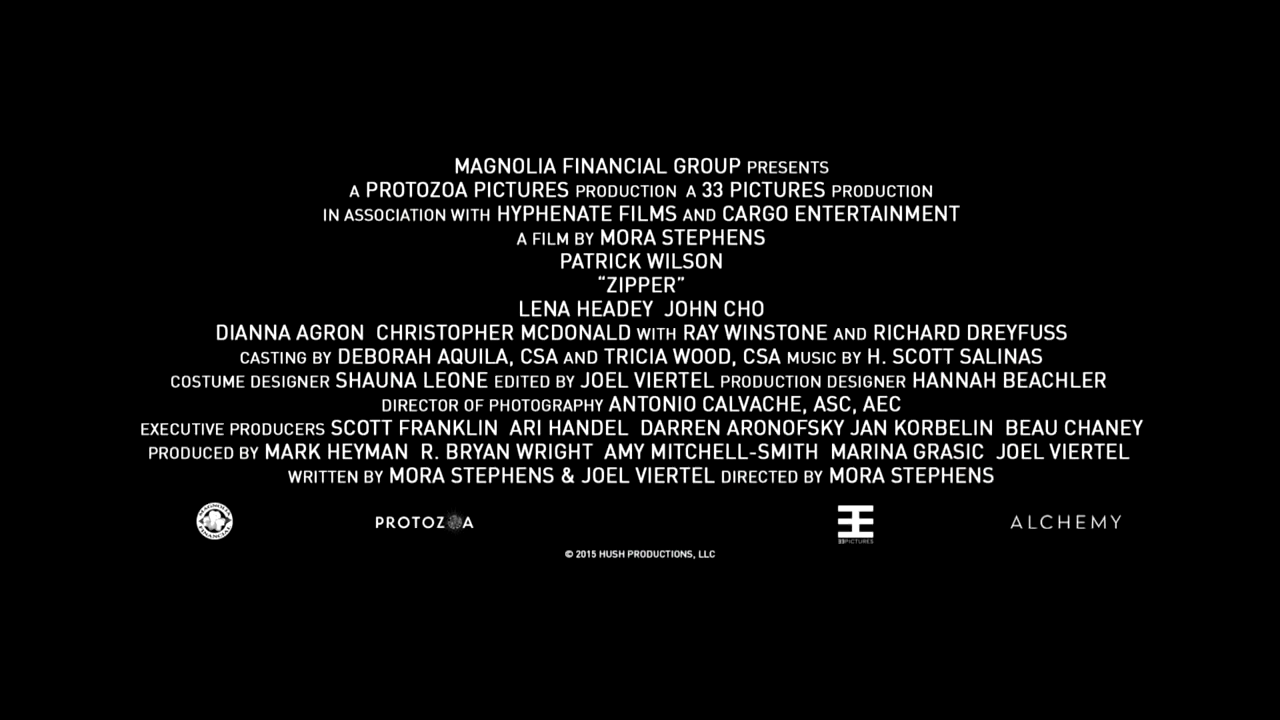 MAGNOLIA FINANCIAL GROUP PRESENTS
A PROTOZOA PICTURES PRODUCTION A 33 PICTURES PRODUCTION
IN ASSOCIATION WITH HYPHENATE FILMS AND CARGO ENTERTAINMENT
A FILM BY MORA STEPHENS
PATRICK WILSON
“ZIPPER”
LENA HEADEY JOHN CHO
DIANNA AGRON CHRISTOPHER MCDONALD WITH RAY WINSTONE AND RICHARD DREYFUSS
CASTING BY DEBORAH AQUILA, CSA AND TRICIA WOOD, CSA MUSIC BY H. SCOTT SALINAS
COSTUME DESIGNER SHAUNA LEONE EDITED BY JOEL VIERTEL PRODUCTION DESIGNER HANNAH BEACHLER
DIRECTOR OF PHOTOGRAPHY ANTONIO CALVACHE, ASC, AEC
EXECUTIVE PRODUCERS SCOTT FRANKLIN ARI HANDEL DARREN ARONOFSKY JAN KORBELIN BEAU CHANEY
PRODUCED BY MARK HEYMAN R. BRYAN WRIGHT AMY MITCHELL-SMITH MARINA GRASIC JOEL VIERTEL
WRITTEN BY MORA STEPHENS & JOEL VIERTEL DIRECTED BY MORA STEPHENS
MAGNOLIA FINANCIAL
PROTOZOA
33PICTURES
ALCHEMY
© 2015 HUSH PRODUCTIONS, LLC